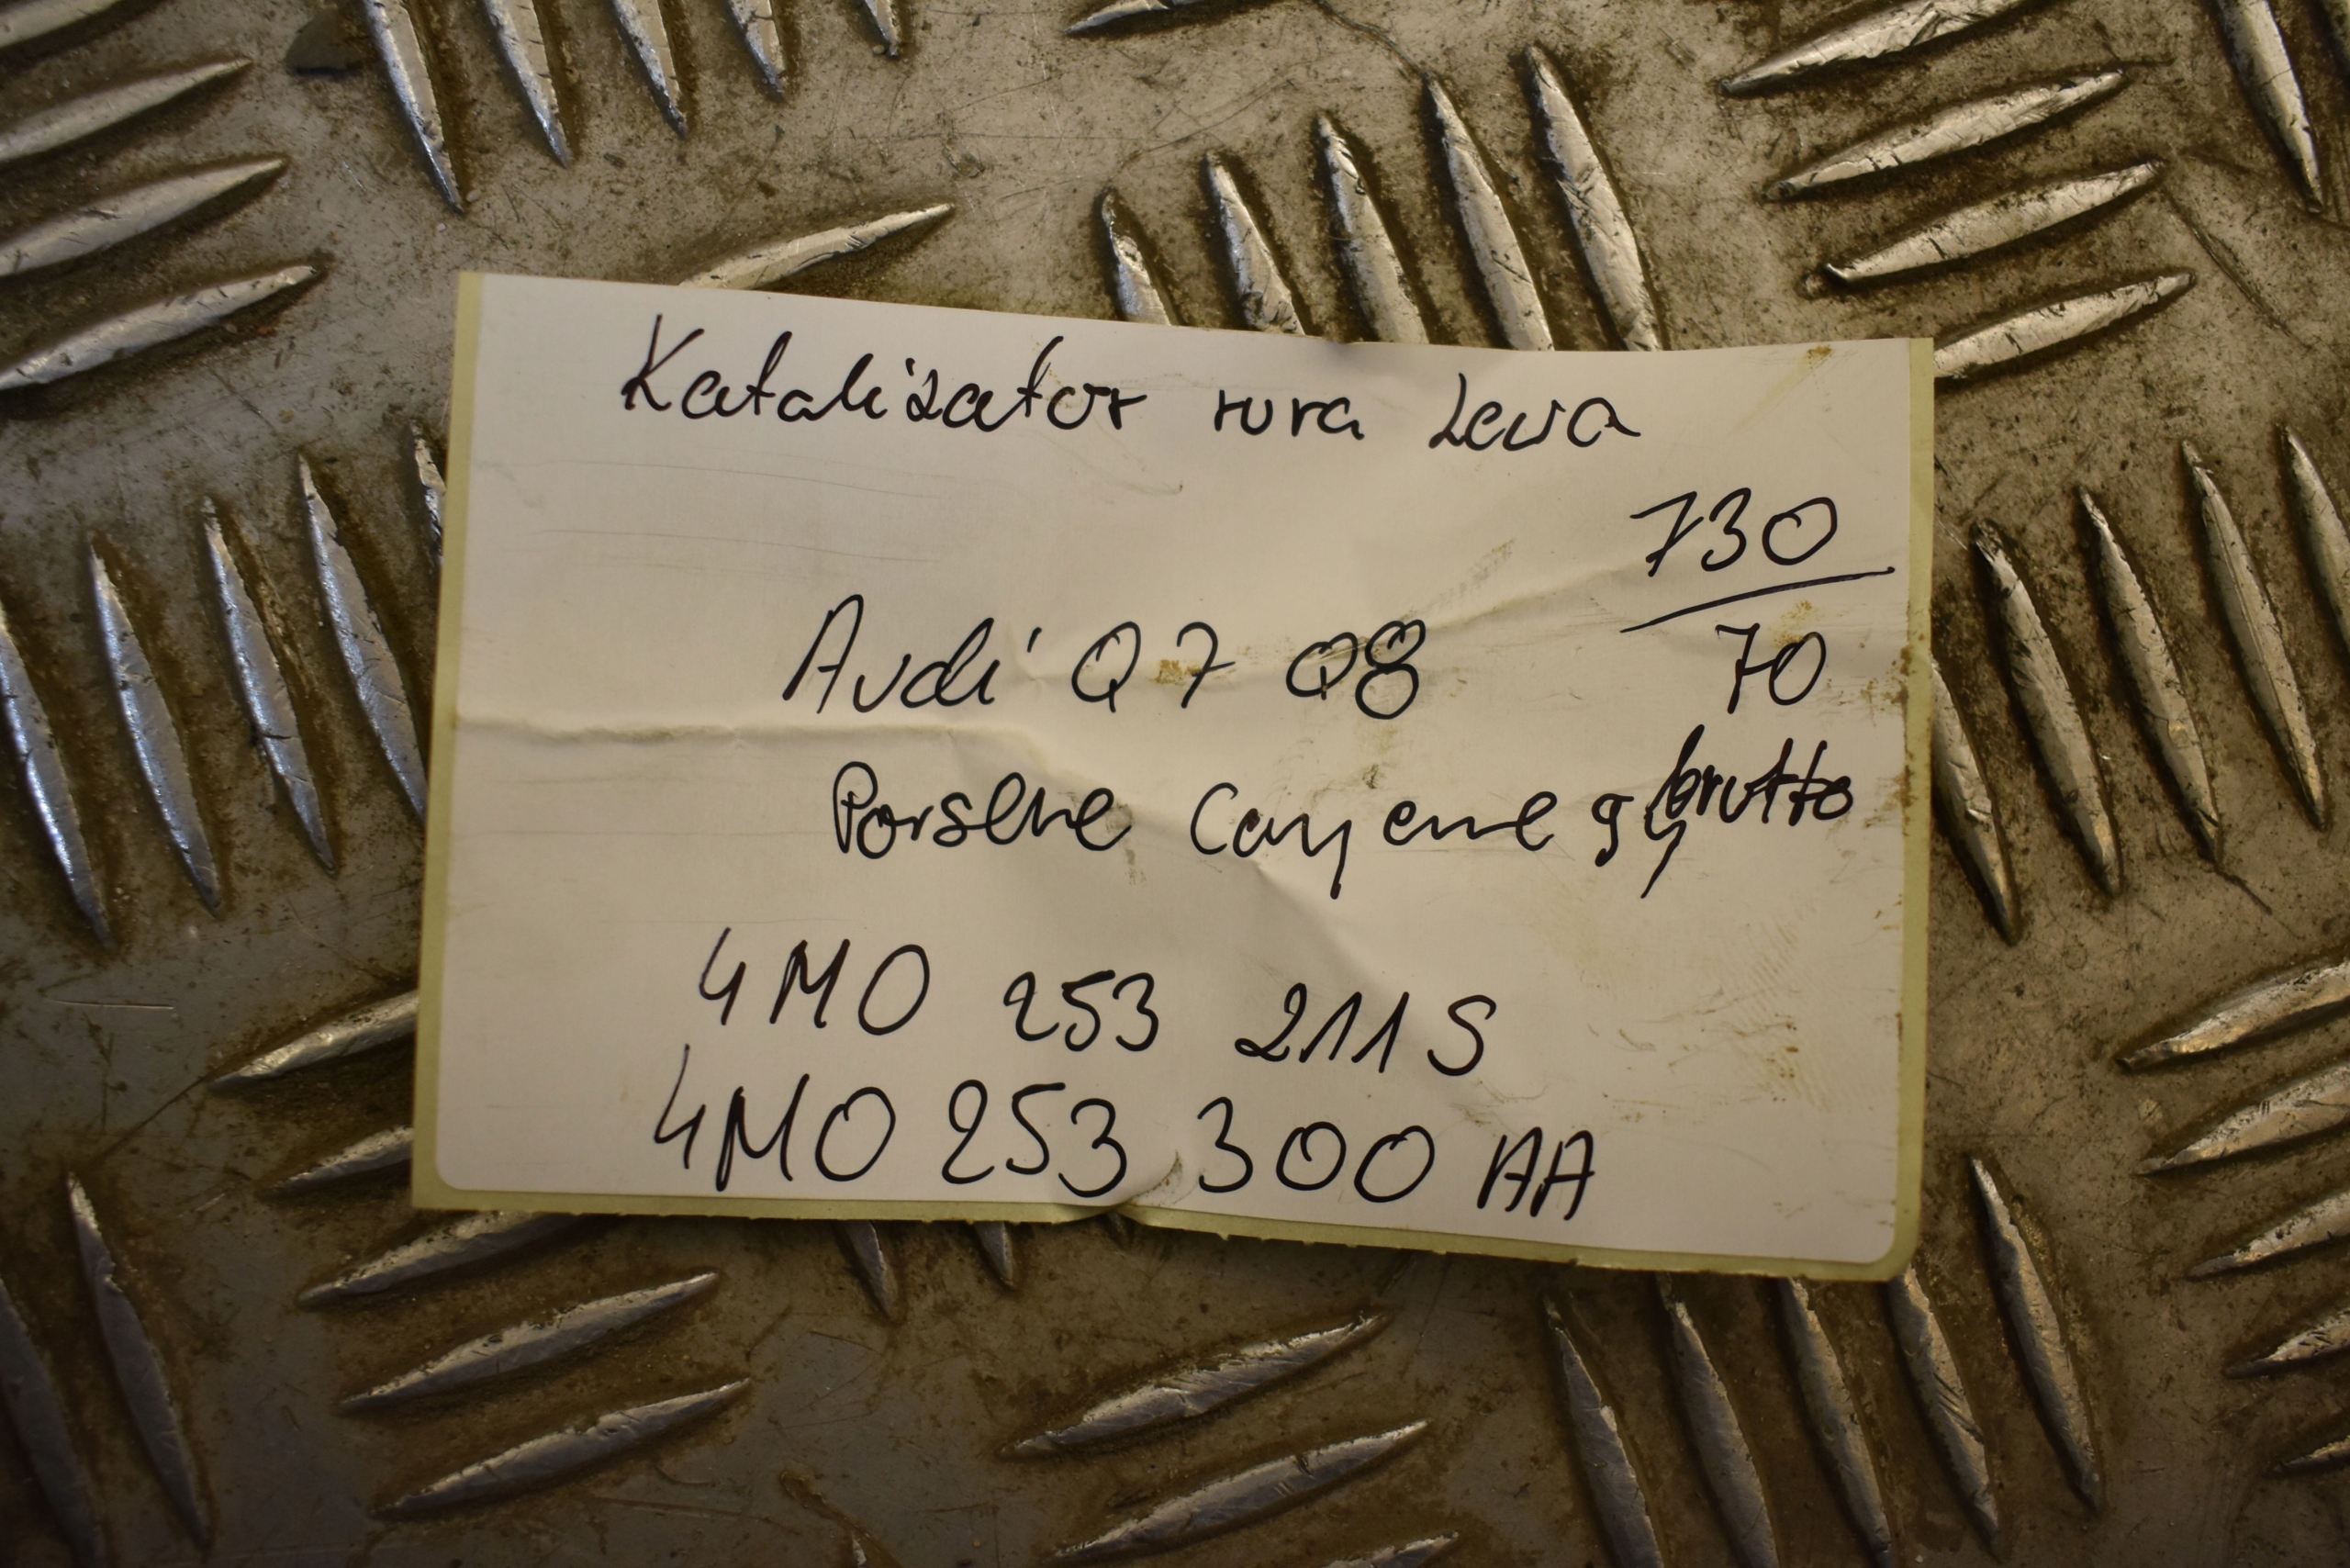 Katalizator rura Lewa
730
70
Audi Q7 Q8
brutto
Porsche Cayenne 9Y
4M0 253 211 S
4M0 253 300 AA